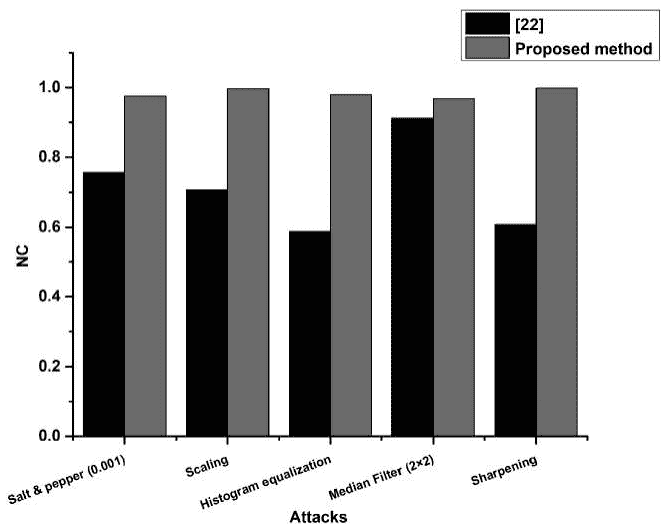 [22]
Proposed method
1.0
0.8
0.6
0.4
0.2
0.0
NC
Salt & pepper (0.001)
Scaling
Histogram equalization
Median Filter (2×2)
Sharpening
Attacks